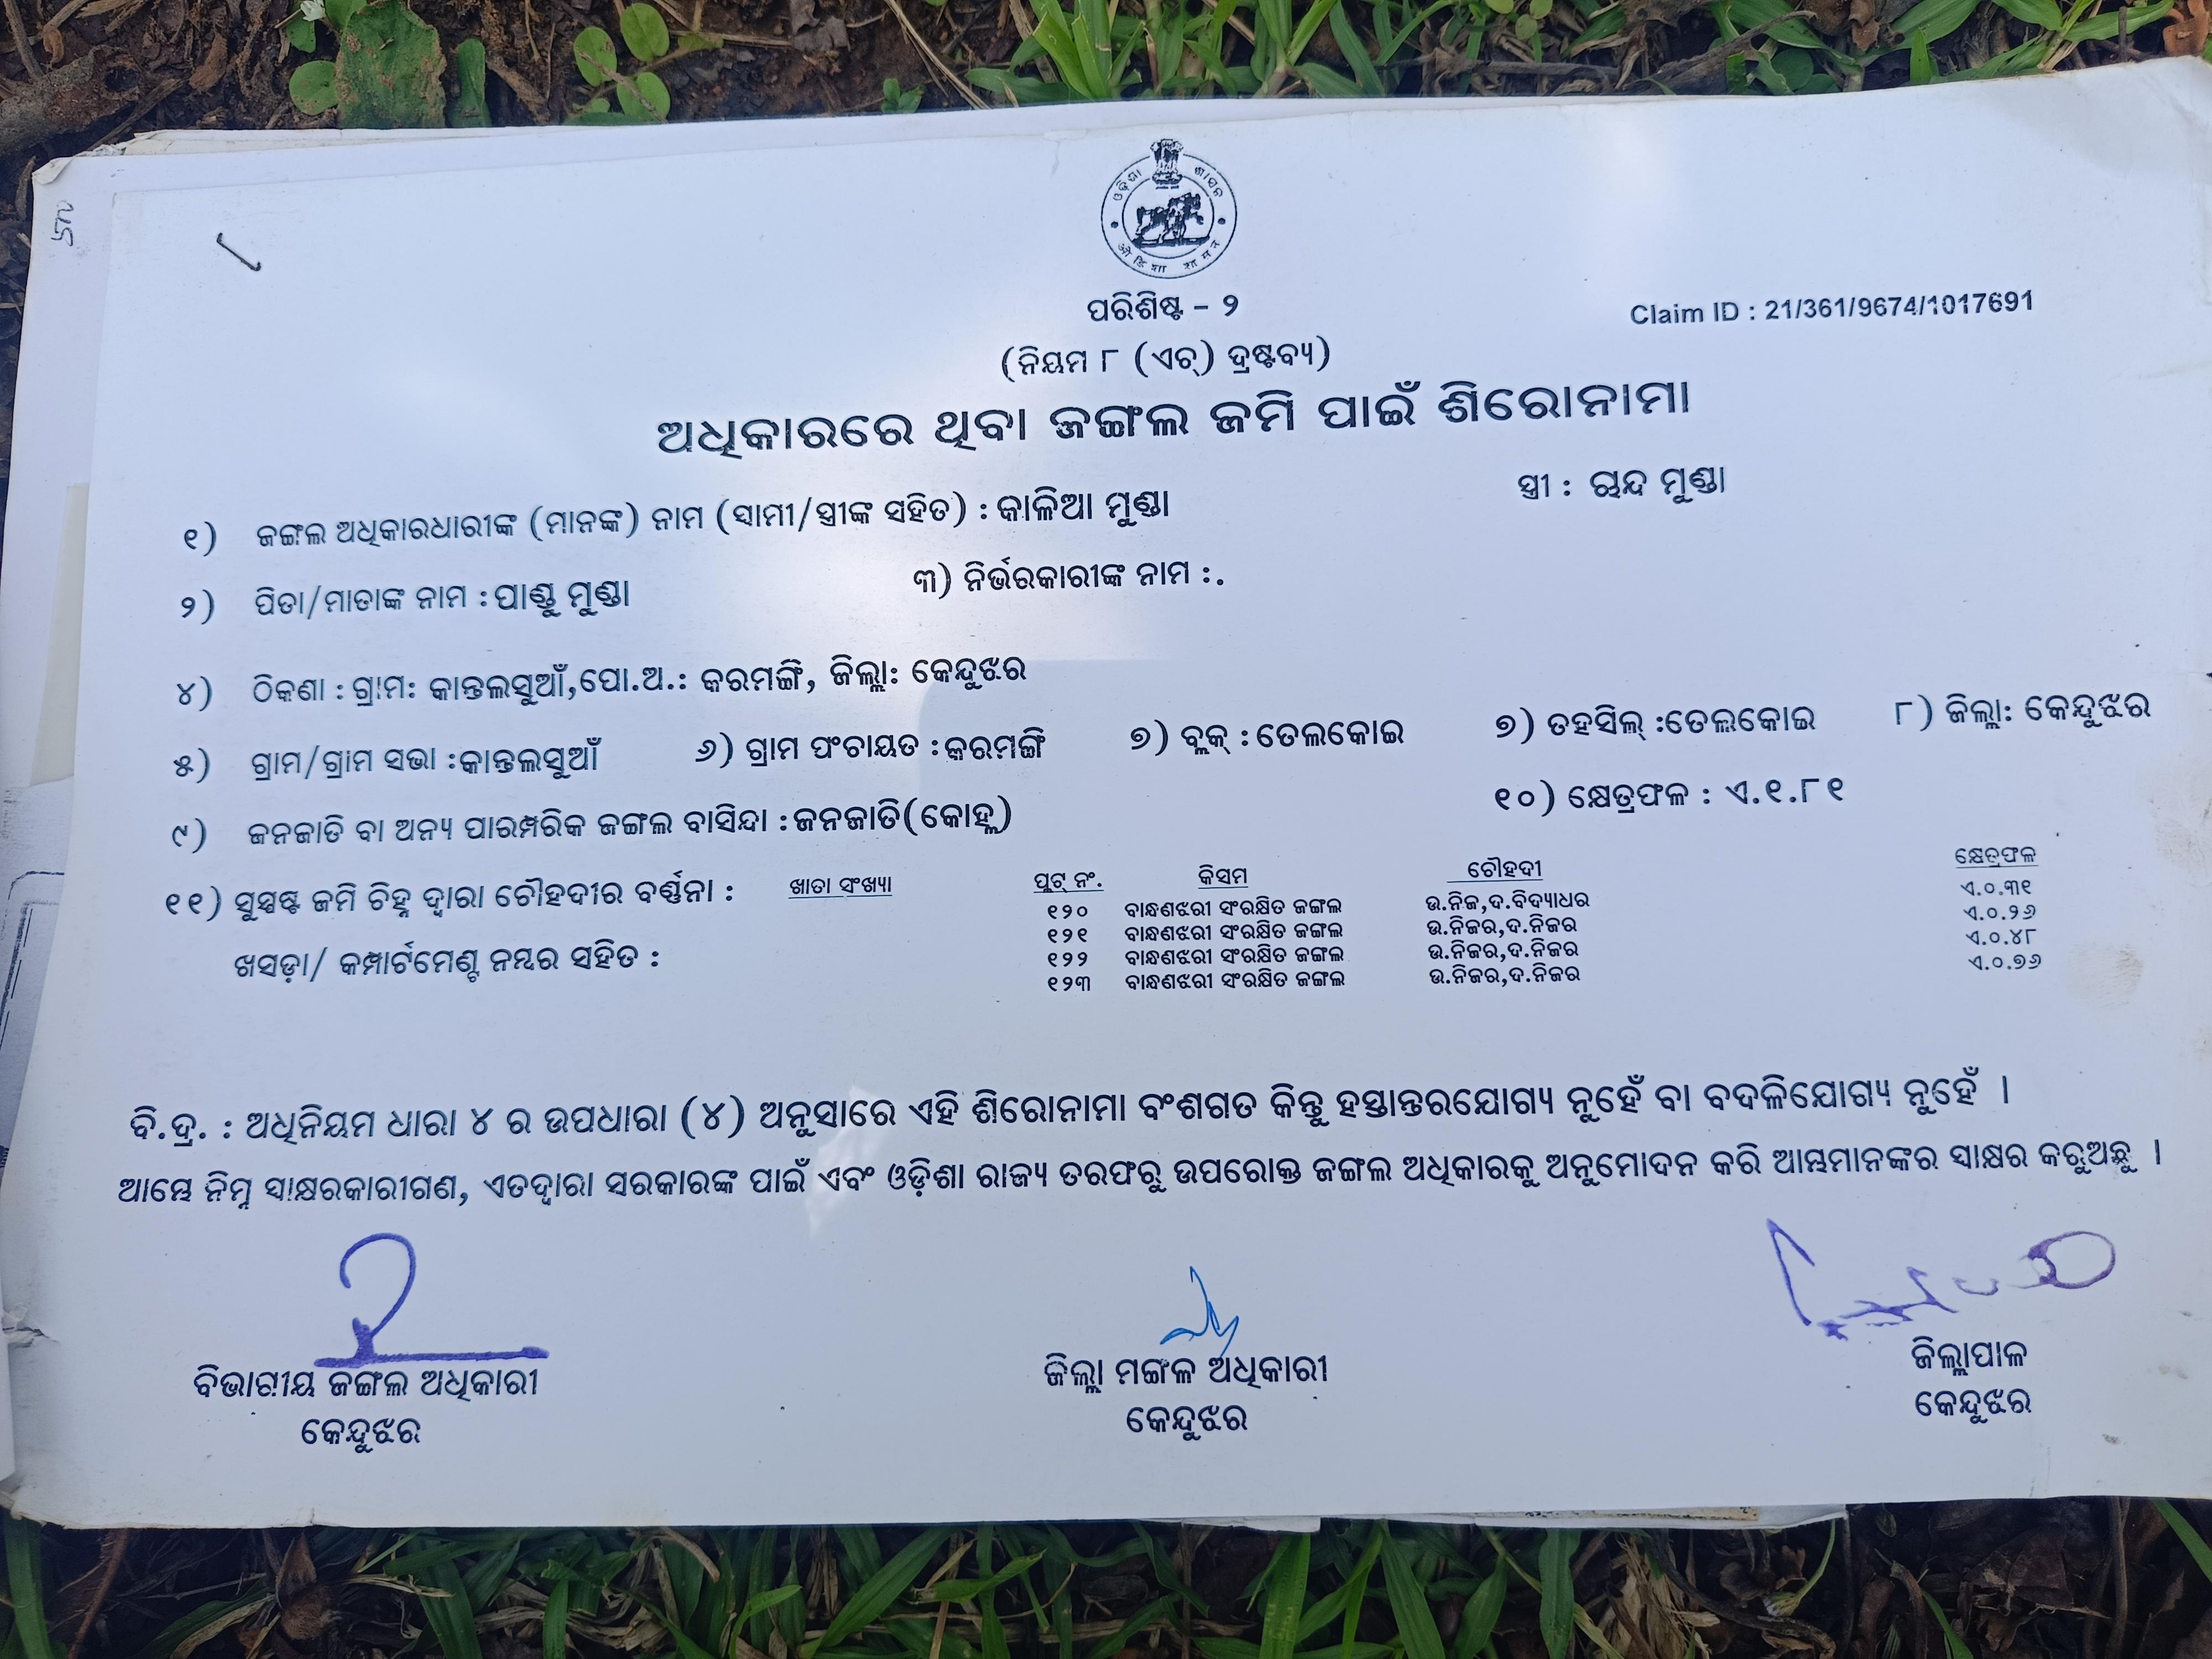 ଓଡ଼ିଶା ଶାସନ
ओडिशा शासन
ପରିଶିଷ୍ଟ - ୨
Claim ID : 21/361/9674/1017691
(ନିୟମ ୮ (ଏଚ୍) ଦ୍ରଷ୍ଟବ୍ୟ)
ଅଧିକାରରେ ଥିବା ଜଙ୍ଗଲ ଜମି ପାଇଁ ଶିରୋନାମା
୧) ଜଙ୍ଗଲ ଅଧିକାରଧାରୀଙ୍କ (ମାନଙ୍କ) ନାମ (ସ୍ୱାମୀ/ସ୍ତ୍ରୀଙ୍କ ସହିତ) : କାଳିଆ ମୁଣ୍ଡା ସ୍ତ୍ରୀ : ଚାନ୍ଦ ମୁଣ୍ଡା
୨) ପିତା/ମାତାଙ୍କ ନାମ : ପାଣ୍ଡୁ ମୁଣ୍ଡା ୩) ନିର୍ଭରକାରୀଙ୍କ ନାମ :.
୪) ଠିକଣା : ଗ୍ରାମ: କାନ୍ତଲସୁଆଁ,ପୋ.ଅ.: କରମଙ୍ଗି, ଜିଲ୍ଲା: କେନ୍ଦୁଝର
୫) ଗ୍ରାମ/ଗ୍ରାମ ସଭା :କାନ୍ତଲସୁଆଁ ୬) ଗ୍ରାମ ପଂଚାୟତ :କରମଙ୍ଗି ୭) ବ୍ଲକ୍ : ତେଲକୋଇ ୭) ତହସିଲ୍ :ତେଲକୋଇ ୮) ଜିଲ୍ଲା: କେନ୍ଦୁଝର
୯) ଜନଜାତି ବା ଅନ୍ୟ ପାରମ୍ପରିକ ଜଙ୍ଗଲ ବାସିନ୍ଦା :ଜନଜାତି(କୋହ୍ଲ) ୧୦) କ୍ଷେତ୍ରଫଳ : ଏ.୧.୮୧
୧୧) ସୁସ୍ପଷ୍ଟ ଜମି ଚିହ୍ନ ଦ୍ୱାରା ଚୌହଦୀର ବର୍ଣ୍ଣନା : ଖାତା ସଂଖ୍ୟା ପ୍ଲଟ୍ ନଂ. କିସମ ଚୌହଦୀ କ୍ଷେତ୍ରଫଳ
୧୨୦ ବାନ୍ଧଣଝରୀ ସଂରକ୍ଷିତ ଜଙ୍ଗଲ ଉ.ନିଜ,ଦ.ବିଦ୍ୟାଧର ଏ.୦.୩୧
୧୨୧ ବାନ୍ଧଣଝରୀ ସଂରକ୍ଷିତ ଜଙ୍ଗଲ ଉ.ନିଜର,ଦ.ନିଜର ଏ.୦.୨୬
ଖସଡ଼ା/ କମ୍ପାର୍ଟମେଣ୍ଟ ନମ୍ବର ସହିତ : ୧୨୨ ବାନ୍ଧଣଝରୀ ସଂରକ୍ଷିତ ଜଙ୍ଗଲ ଉ.ନିଜର,ଦ.ନିଜର ଏ.୦.୪୮
୧୨୩ ବାନ୍ଧଣଝରୀ ସଂରକ୍ଷିତ ଜଙ୍ଗଲ ଉ.ନିଜର,ଦ.ନିଜର ଏ.୦.୭୬
ବି.ଦ୍ର. : ଅଧିନିୟମ ଧାରା ୪ ର ଉପଧାରା (୪) ଅନୁସାରେ ଏହି ଶିରୋନାମା ବଂଶଗତ କିନ୍ତୁ ହସ୍ତାନ୍ତରଯୋଗ୍ୟ ନୁହେଁ ବା ବଦଳିଯୋଗ୍ୟ ନୁହେଁ ।
ଆମ୍ଭେ ନିମ୍ନ ସ୍ୱାକ୍ଷରକାରୀଗଣ, ଏତଦ୍ୱାରା ସରକାରଙ୍କ ପାଇଁ ଏବଂ ଓଡ଼ିଶା ରାଜ୍ୟ ତରଫରୁ ଉପରୋକ୍ତ ଜଙ୍ଗଲ ଅଧିକାରକୁ ଅନୁମୋଦନ କରି ଆମ୍ଭମାନଙ୍କର ସ୍ୱାକ୍ଷର କରୁଅଛୁ ।
ବିଭାଗୀୟ ଜଙ୍ଗଲ ଅଧିକାରୀ ଜିଲ୍ଲା ମଙ୍ଗଳ ଅଧିକାରୀ ଜିଲ୍ଲାପାଳ
କେନ୍ଦୁଝର କେନ୍ଦୁଝର କେନ୍ଦୁଝର